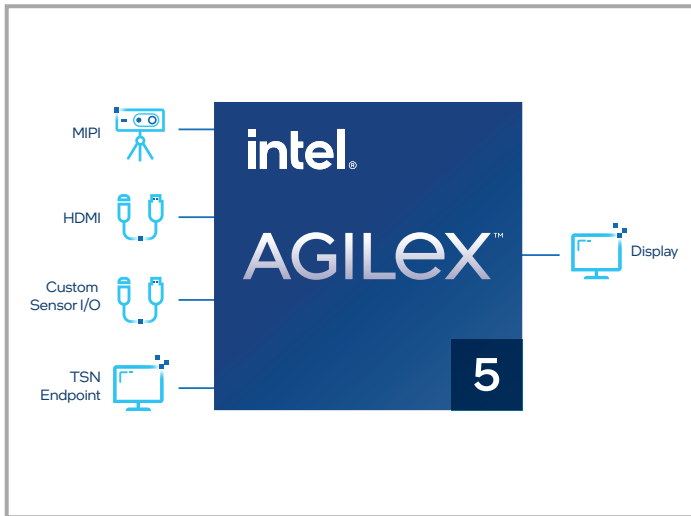 MIPI
HDMI
Custom
Sensor I/O
TSN
Endpoint
intel®
AGILEX™
5
Display